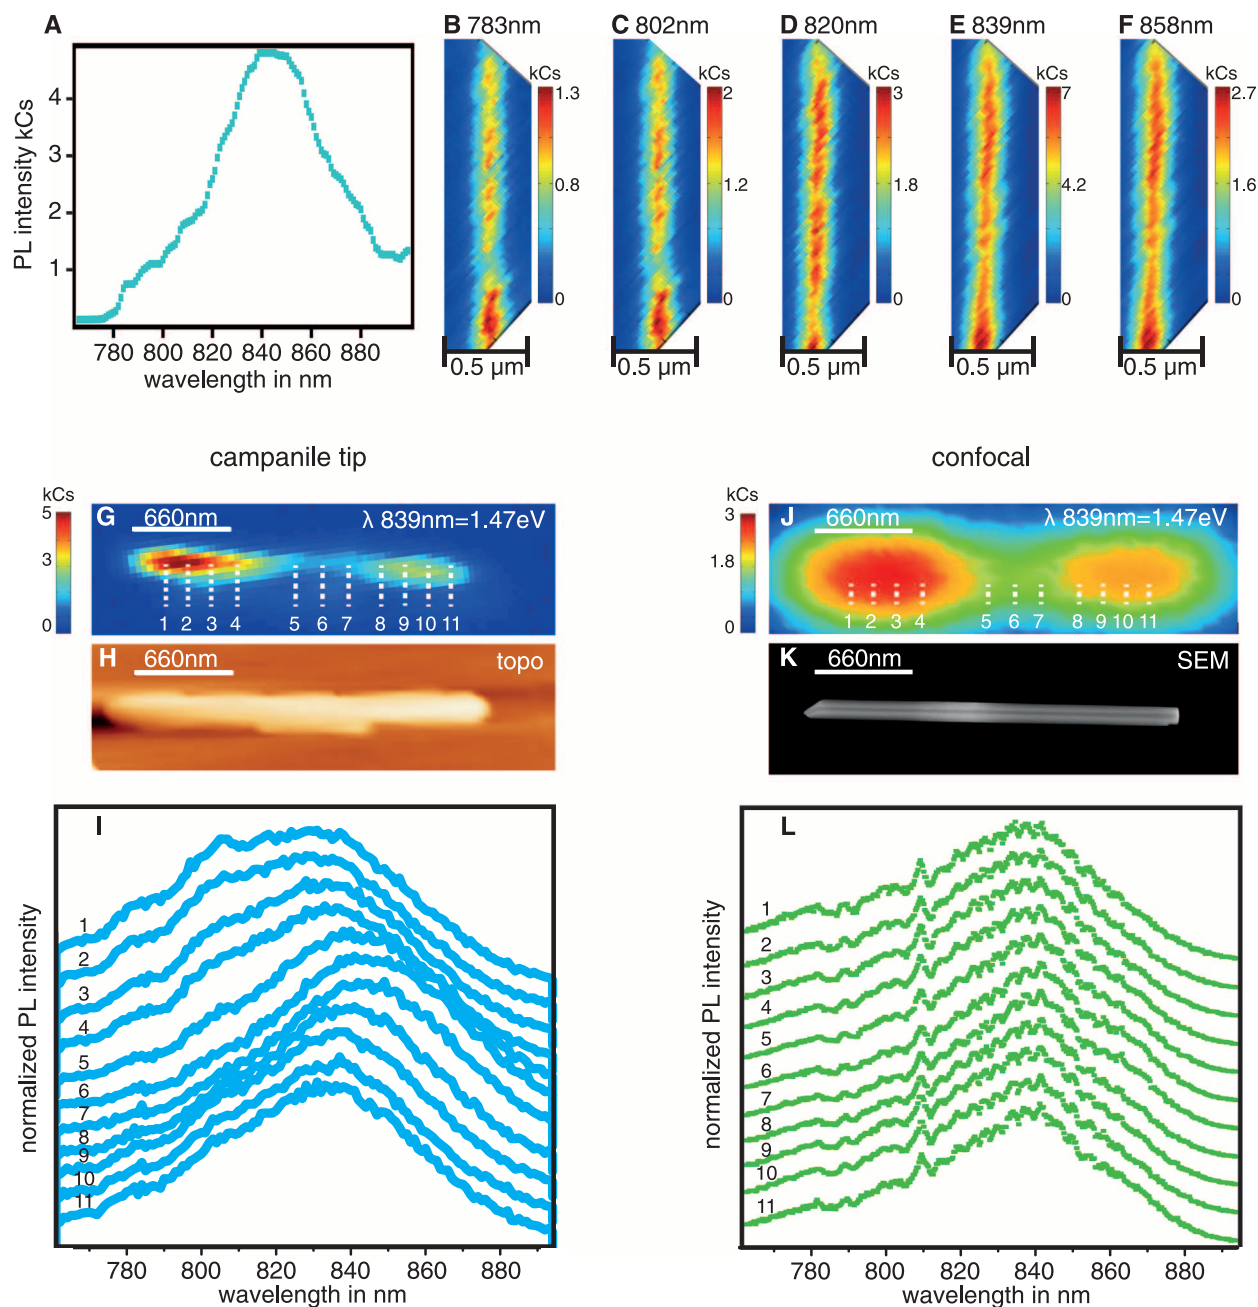 A
PL intensity kCs
4
3
2
1
780 800 820 840 860 880
wavelength in nm
B 783nm
kCs
1.3
0.8
0
0.5 µm
C 802nm
kCs
2
1.2
0
0.5 µm
D 820nm
kCs
3
1.8
0
0.5 µm
E 839nm
kCs
7
4.2
0
0.5 µm
F 858nm
kCs
2.7
1.6
0
0.5 µm
campanile tip
kCs
5
3
0
G
660nm
λ 839nm=1.47eV
1 2 3 4 5 6 7 8 9 10 11
H
660nm
topo
I
normalized PL intensity
1
2
3
4
5
6
7
8
9
10
11
780 800 820 840 860 880
wavelength in nm
confocal
kCs
3
1.8
0
J
660nm
λ 839nm=1.47eV
1 2 3 4 5 6 7 8 9 10 11
K
660nm
SEM
L
normalized PL intensity
1
2
3
4
5
6
7
8
9
10
11
780 800 820 840 860 880
wavelength in nm